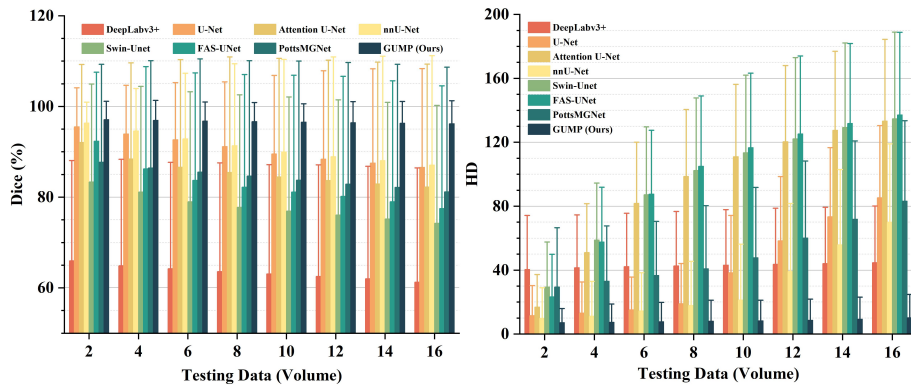 DeepLabv3+ U-Net Attention U-Net nnU-Net
Swin-Unet FAS-UNet PottsMGNet GUMP (Ours)
Dice (%)
120
100
80
60
2 4 6 8 10 12 14 16
Testing Data (Volume)
DeepLabv3+
U-Net
Attention U-Net
nnU-Net
Swin-Unet
FAS-UNet
PottsMGNet
GUMP (Ours)
HD
200
160
120
80
40
0
2 4 6 8 10 12 14 16
Testing Data (Volume)